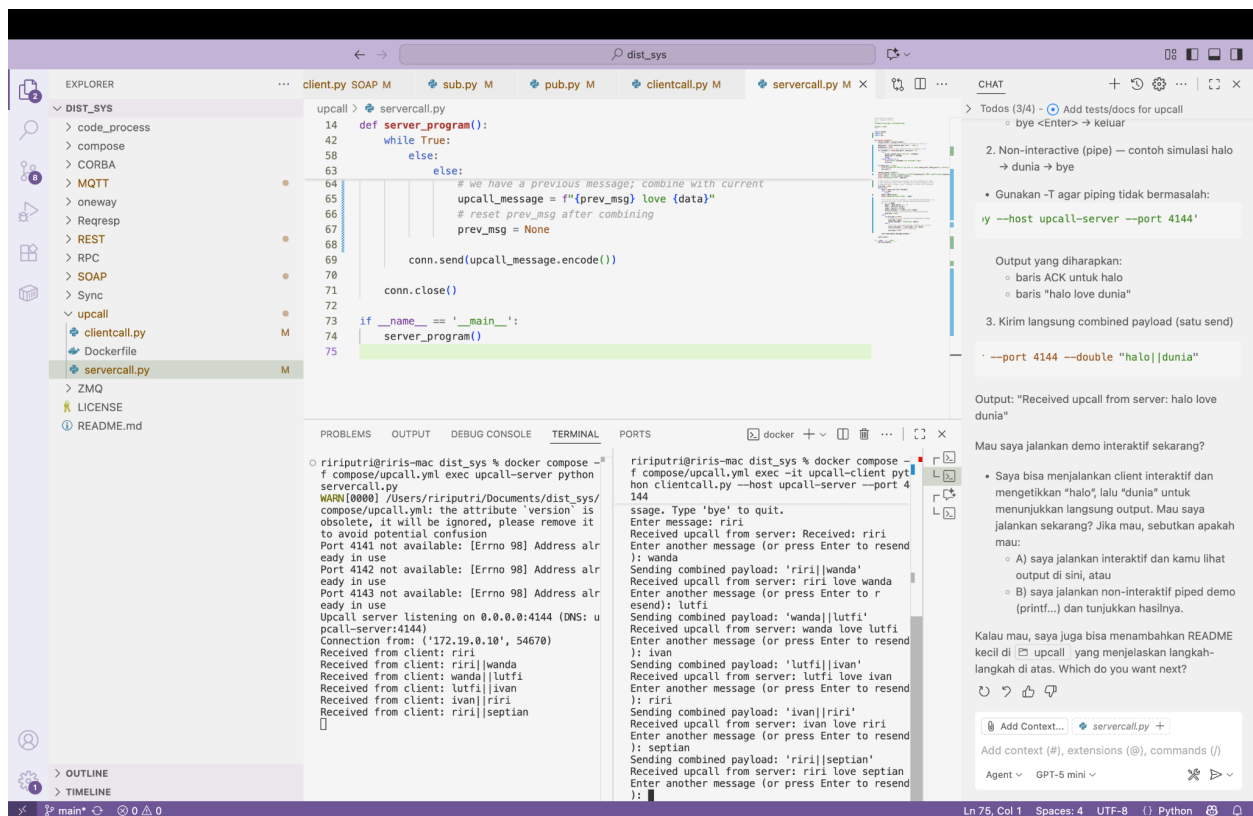 dist_sys
EXPLORER
DIST_SYS
code_process
compose
CORBA
MQTT
oneway
Reqresp
REST
RPC
SOAP
Sync
upcall
clientcall.py M
Dockerfile
servercall.py M
ZMQ
LICENSE
README.md
OUTLINE
TIMELINE
2
8
1
client.py SOAP M
sub.py M
pub.py M
clientcall.py M
servercall.py M
upcall > servercall.py
14 def server_program():
42 while True:
58 else:
63 else:
64 # we have a previous message; combine with current
65 upcall_message = f"{prev_msg} love {data}"
66 # reset prev_msg after combining
67 prev_msg = None
68
69 conn.send(upcall_message.encode())
70
71 conn.close()
72
73 if __name__ == '__main__':
74 server_program()
75
PROBLEMS OUTPUT DEBUG CONSOLE TERMINAL PORTS
docker
ririputri@riris-mac dist_sys % docker compose -
f compose/upcall.yml exec upcall-server python
servercall.py
WARN[0000] /Users/ririputri/Documents/dist_sys/
compose/upcall.yml: the attribute `version` is
obsolete, it will be ignored, please remove it
to avoid potential confusion
Port 4141 not available: [Errno 98] Address alr
eady in use
Port 4142 not available: [Errno 98] Address alr
eady in use
Port 4143 not available: [Errno 98] Address alr
eady in use
Upcall server listening on 0.0.0.0:4144 (DNS: u
pcall-server:4144)
Connection from: ('172.19.0.10', 54670)
Received from client: riri
Received from client: riri||wanda
Received from client: wanda||lutfi
Received from client: lutfi||ivan
Received from client: ivan||riri
Received from client: riri||septian
ririputri@riris-mac dist_sys % docker compose -
f compose/upcall.yml exec -it upcall-client pyt
hon clientcall.py --host upcall-server --port 4
144
ssage. Type 'bye' to quit.
Enter message: riri
Received upcall from server: Received: riri
Enter another message (or press Enter to resend
): wanda
Sending combined payload: 'riri||wanda'
Received upcall from server: riri love wanda
Enter another message (or press Enter to r
esend): lutfi
Sending combined payload: 'wanda||lutfi'
Received upcall from server: wanda love lutfi
Enter another message (or press Enter to resend
): ivan
Sending combined payload: 'lutfi||ivan'
Received upcall from server: lutfi love ivan
Enter another message (or press Enter to resend
): riri
Sending combined payload: 'ivan||riri'
Received upcall from server: ivan love riri
Enter another message (or press Enter to resend
): septian
Sending combined payload: 'riri||septian'
Received upcall from server: riri love septian
Enter another message (or press Enter to resend
):
CHAT
Todos (3/4) - Add tests/docs for upcall
bye <Enter> → keluar
2. Non-interactive (pipe) — contoh simulasi halo
→ dunia → bye
Gunakan -T agar piping tidak bermasalah:
py --host upcall-server --port 4144'
Output yang diharapkan:
baris ACK untuk halo
baris "halo love dunia"
3. Kirim langsung combined payload (satu send)
--port 4144 --double "halo||dunia"
Output: "Received upcall from server: halo love
dunia"
Mau saya jalankan demo interaktif sekarang?
Saya bisa menjalankan client interaktif dan
mengetikkan “halo”, lalu “dunia” untuk
menunjukkan langsung output. Mau saya
jalankan sekarang? Jika mau, sebutkan apakah
mau:
A) saya jalankan interaktif dan kamu lihat
output di sini, atau
B) saya jalankan non-interaktif piped demo
(printf...) dan tunjukkan hasilnya.
Kalau mau, saya juga bisa menambahkan README
kecil di upcall yang menjelaskan langkah-
langkah di atas. Which do you want next?
Add Context... servercall.py
Add context (#), extensions (@), commands (/)
Agent GPT-5 mini
main* 0 0
Ln 75, Col 1 Spaces: 4 UTF-8 {} Python